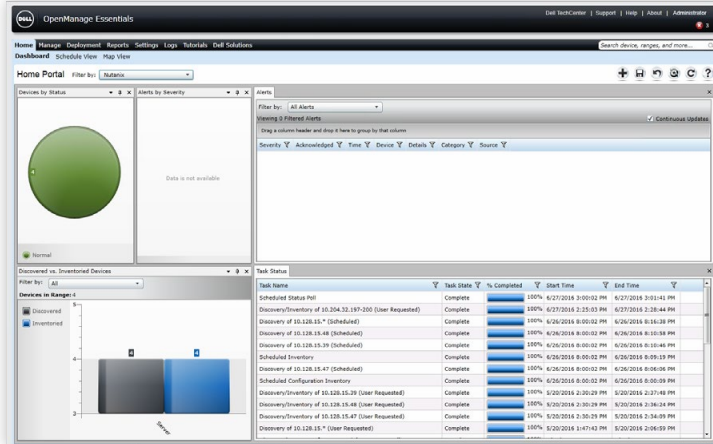 DELL OpenManage Essentials
Dell TechCenter | Support | Help | About | Administrator
3
Home Manage Deployment Reports Settings Logs Tutorials Dell Solutions
Search device, ranges, and more...
Dashboard Schedule View Map View
Home Portal Filter by: Nutanix
Devices by Status
4
Normal
Alerts by Severity
Data is not available
Alerts
Filter by: All Alerts
Viewing 0 Filtered Alerts
Continuous Updates
Drag a column header and drop it here to group by that column
Severity Acknowledged Time Device Details Category Source
Discovered vs. Inventoried Devices
Filter by: All
Devices in Range:4
Discovered
Inventoried
5
4
3
4 4
Server
Task Status
Task Name Task State % Completed Start Time End Time
Scheduled Status Poll Complete 100% 6/27/2016 3:00:02 PM 6/27/2016 3:01:41 PM
Discovery/Inventory of 10.204.32.197-200 (User Requested) Complete 100% 6/27/2016 2:25:03 PM 6/27/2016 2:28:44 PM
Discovery of 10.128.15.* (Scheduled) Complete 100% 6/26/2016 8:00:02 PM 6/26/2016 8:16:38 PM
Discovery of 10.128.15.48 (Scheduled) Complete 100% 6/26/2016 8:00:02 PM 6/26/2016 8:10:58 PM
Discovery of 10.128.15.39 (Scheduled) Complete 100% 6/26/2016 8:00:02 PM 6/26/2016 8:10:46 PM
Scheduled Inventory Complete 100% 6/26/2016 8:00:02 PM 6/26/2016 8:09:19 PM
Discovery of 10.128.15.47 (Scheduled) Complete 100% 6/26/2016 8:00:02 PM 6/26/2016 8:06:06 PM
Scheduled Configuration Inventory Complete 100% 6/26/2016 8:00:02 PM 6/26/2016 8:00:09 PM
Discovery/Inventory of 10.128.15.39 (User Requested) Complete 100% 5/20/2016 2:30:29 PM 5/20/2016 2:37:48 PM
Discovery/Inventory of 10.128.15.48 (User Requested) Complete 100% 5/20/2016 2:30:29 PM 5/20/2016 2:36:24 PM
Discovery/Inventory of 10.128.15.47 (User Requested) Complete 100% 5/20/2016 2:30:29 PM 5/20/2016 2:34:09 PM
Discovery/Inventory of 10.128.15.* (User Requested) Complete 100% 5/20/2016 1:47:43 PM 5/20/2016 2:06:59 PM